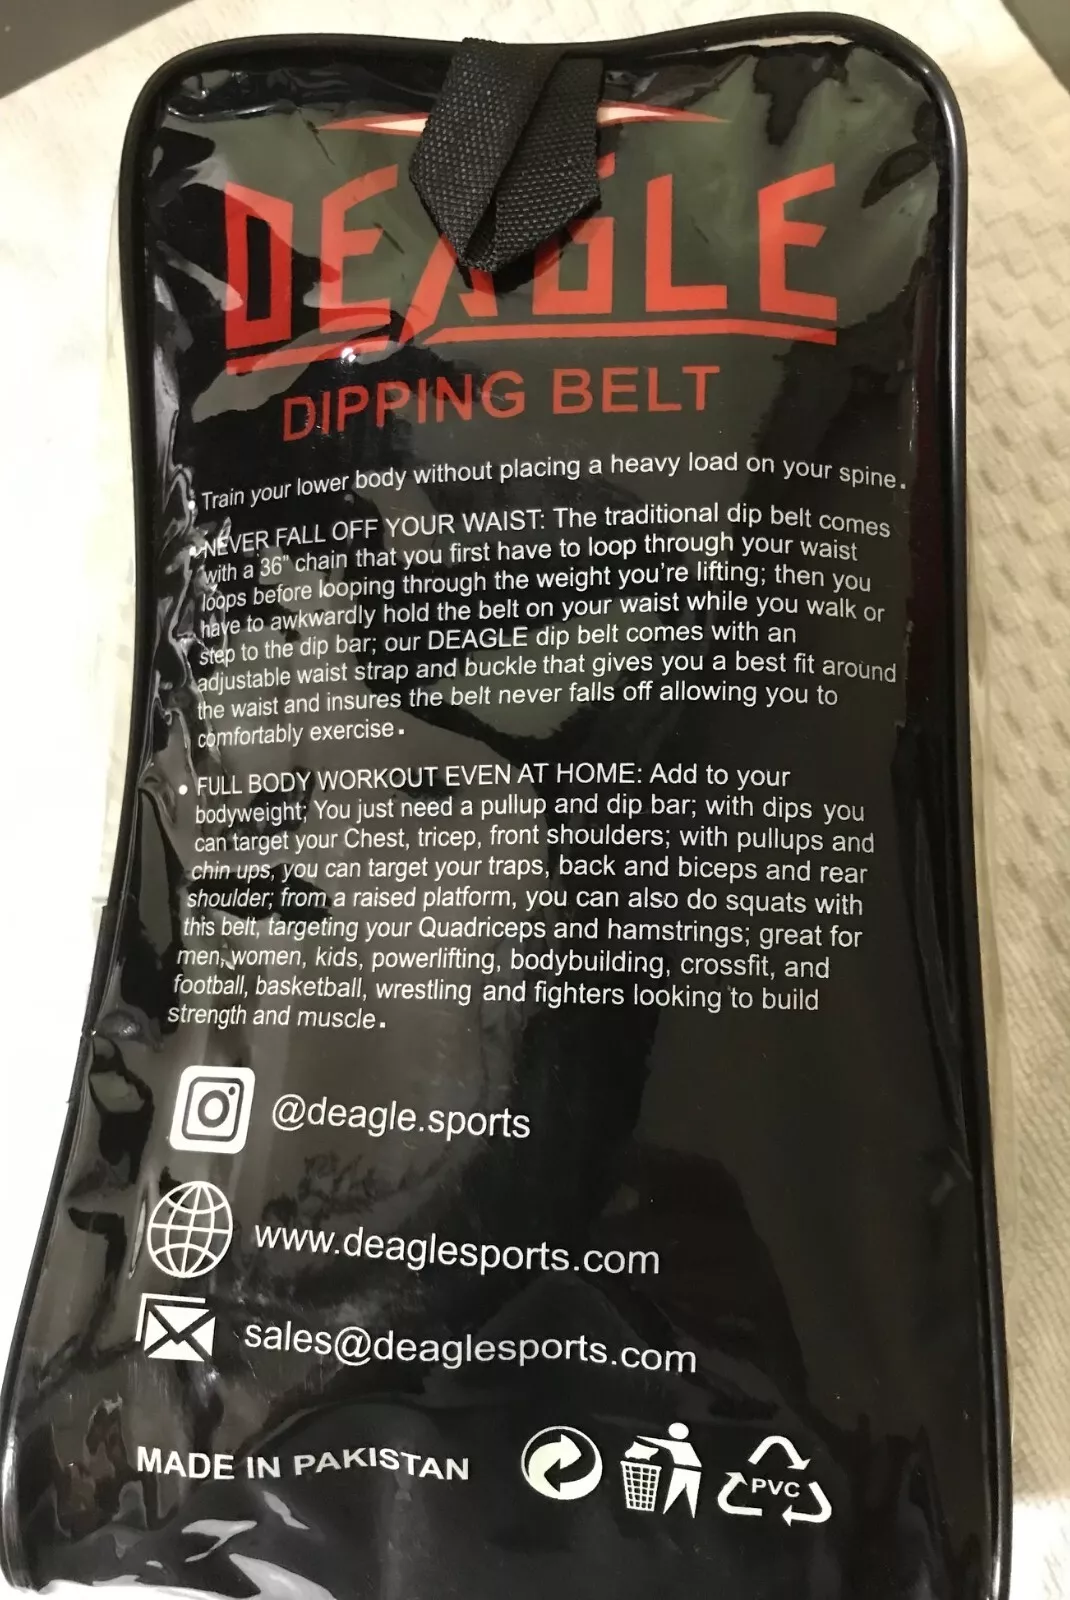 DEAGLE
DIPPING BELT
Train your lower body without placing a heavy load on your spine.
NEVER FALL OFF YOUR WAIST: The traditional dip belt comes
with a 36" chain that you first have to loop through your waist
loops before looping through the weight you're lifting; then you
have to awkwardly hold the belt on your waist while you walk or
step to the dip bar; our DEAGLE dip belt comes with an
adjustable waist strap and buckle that gives you a best fit around
the waist and insures the belt never falls off allowing you to
comfortably exercise.
• FULL BODY WORKOUT EVEN AT HOME: Add to your
bodyweight; You just need a pullup and dip bar; with dips you
can target your Chest, tricep, front shoulders; with pullups and
chin ups, you can target your traps, back and biceps and rear
shoulder; from a raised platform, you can also do squats with
this belt, targeting your Quadriceps and hamstrings; great for
men, women, kids, powerlifting, bodybuilding, crossfit, and
football, basketball, wrestling and fighters looking to build
strength and muscle.
@deagle.sports
www.deaglesports.com
sales@deaglesports.com
MADE IN PAKISTAN
PVC